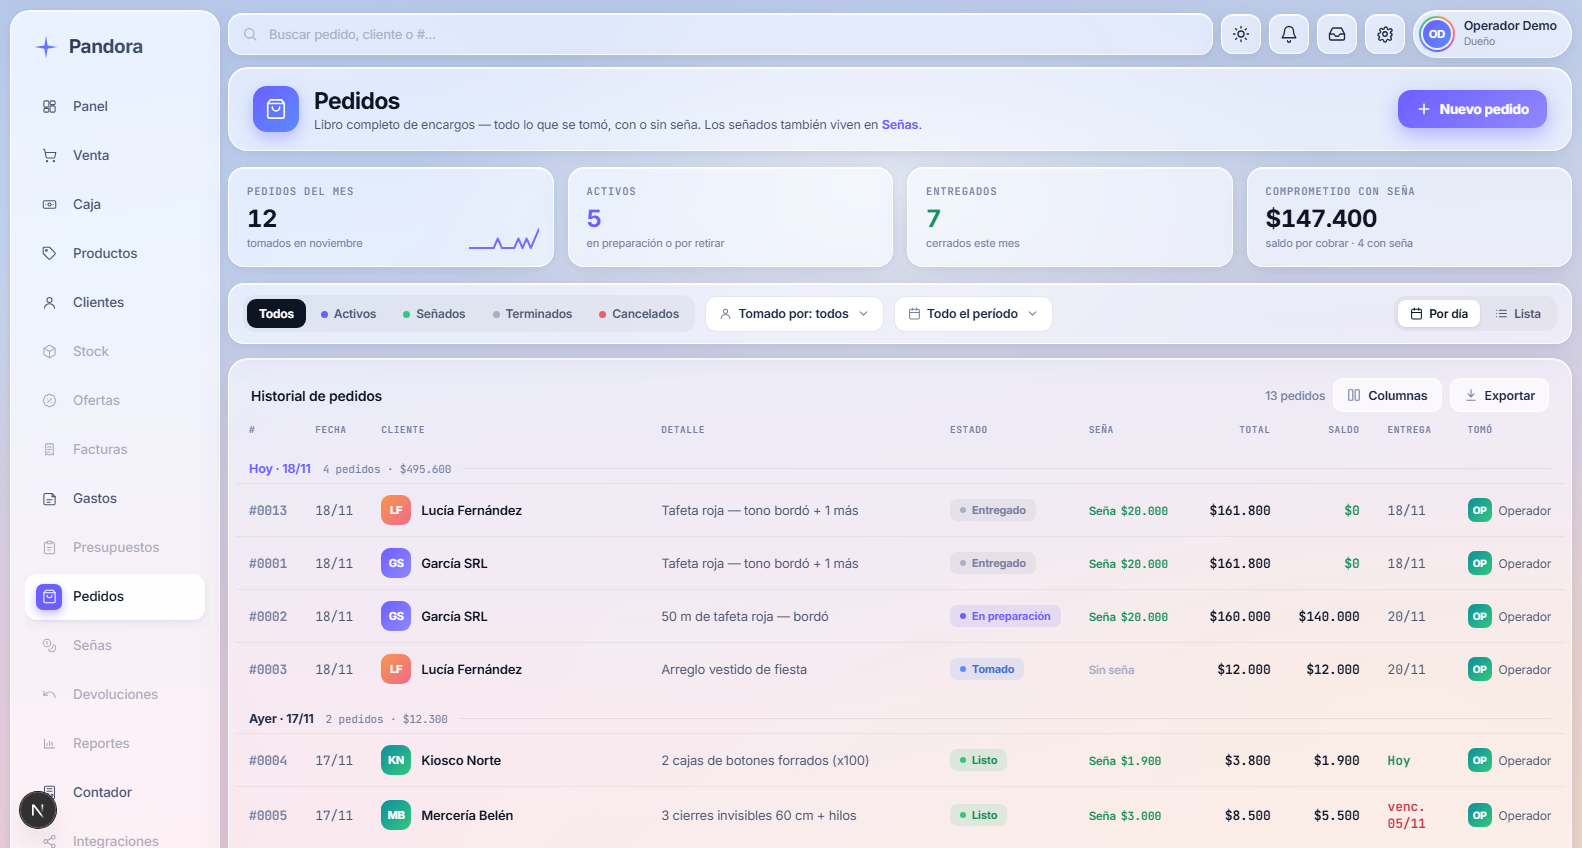 Pandora
Buscar pedido, cliente o #...
OD
Operador Demo
Dueño
Panel
Venta
Caja
Productos
Clientes
Stock
Ofertas
Facturas
Gastos
Presupuestos
Pedidos
Señas
Devoluciones
Reportes
Contador
Integraciones
N
Pedidos
Libro completo de encargos — todo lo que se tomó, con o sin seña. Los señados también viven en Señas.
+ Nuevo pedido
PEDIDOS DEL MES
12
tomados en noviembre
ACTIVOS
5
en preparación o por retirar
ENTREGADOS
7
cerrados este mes
COMPROMETIDO CON SEÑA
$147.400
saldo por cobrar · 4 con seña
Todos Activos Señados Terminados Cancelados Tomado por: todos Todo el período Por día Lista
Historial de pedidos 13 pedidos Columnas Exportar
# FECHA CLIENTE DETALLE ESTADO SEÑA TOTAL SALDO ENTREGA TOMÓ
Hoy · 18/11 4 pedidos · $495.600
#0013 18/11 LF Lucía Fernández Tafeta roja — tono bordó + 1 más Entregado Seña $20.000 $161.800 $0 18/11 OP Operador
#0001 18/11 GS García SRL Tafeta roja — tono bordó + 1 más Entregado Seña $20.000 $161.800 $0 18/11 OP Operador
#0002 18/11 GS García SRL 50 m de tafeta roja — bordó En preparación Seña $20.000 $160.000 $140.000 20/11 OP Operador
#0003 18/11 LF Lucía Fernández Arreglo vestido de fiesta Tomado Sin seña $12.000 $12.000 20/11 OP Operador
Ayer · 17/11 2 pedidos · $12.300
#0004 17/11 KN Kiosco Norte 2 cajas de botones forrados (x100) Listo Seña $1.900 $3.800 $1.900 Hoy OP Operador
#0005 17/11 MB Mercería Belén 3 cierres invisibles 60 cm + hilos Listo Seña $3.000 $8.500 $5.500 venc. 05/11 OP Operador